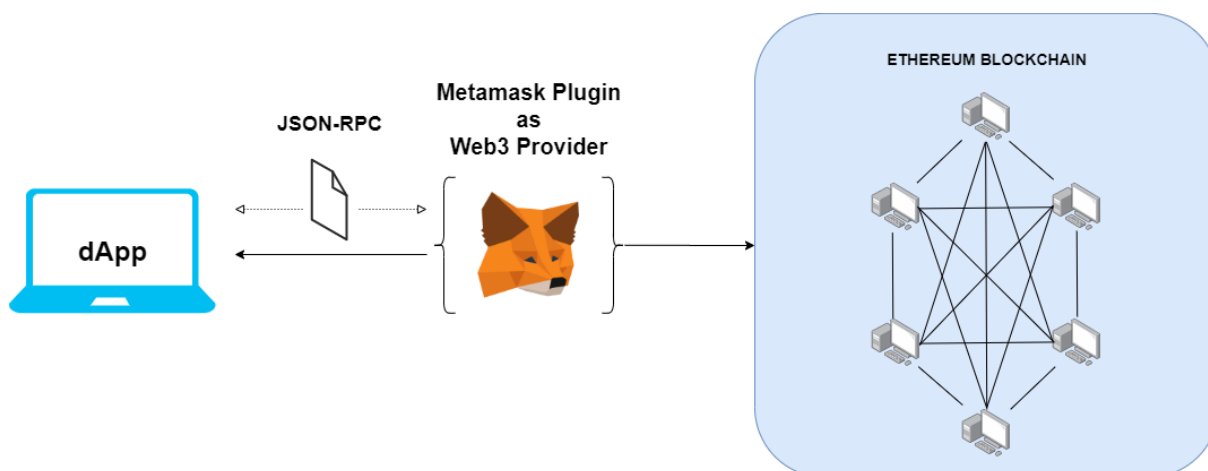 ETHEREUM BLOCKCHAIN
Metamask Plugin
as
Web3 Provider
JSON-RPC
dApp